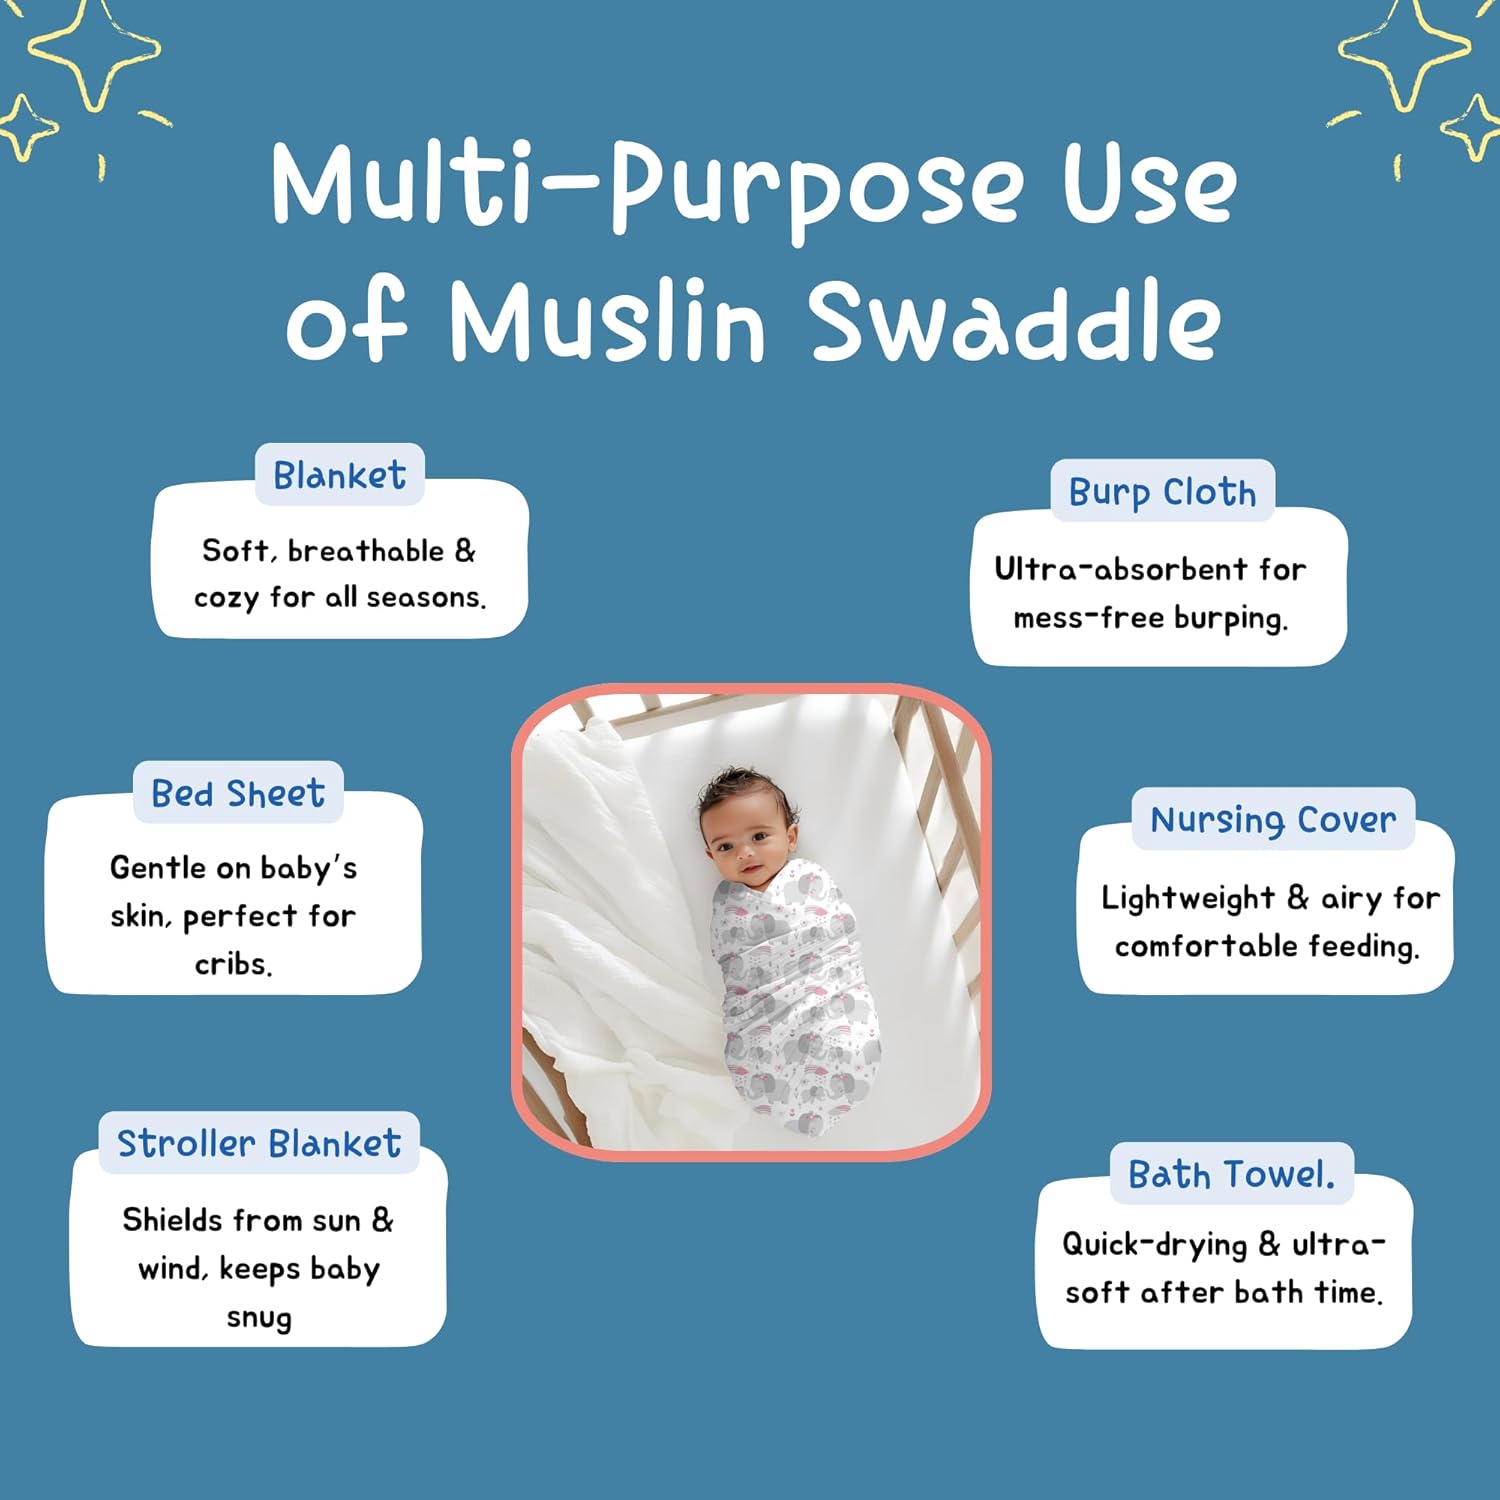 Multi-Purpose Use
of Muslin Swaddle
Blanket
Soft, breathable &
cozy for all seasons.
Burp Cloth
Ultra-absorbent for
mess-free burping.
Bed Sheet
Gentle on baby's
skin, perfect for
cribs.
Nursing Cover
Lightweight & airy for
comfortable feeding.
Stroller Blanket
Shields from sun &
wind, keeps baby
snug
Bath Towel.
Quick-drying & ultra-
soft after bath time.